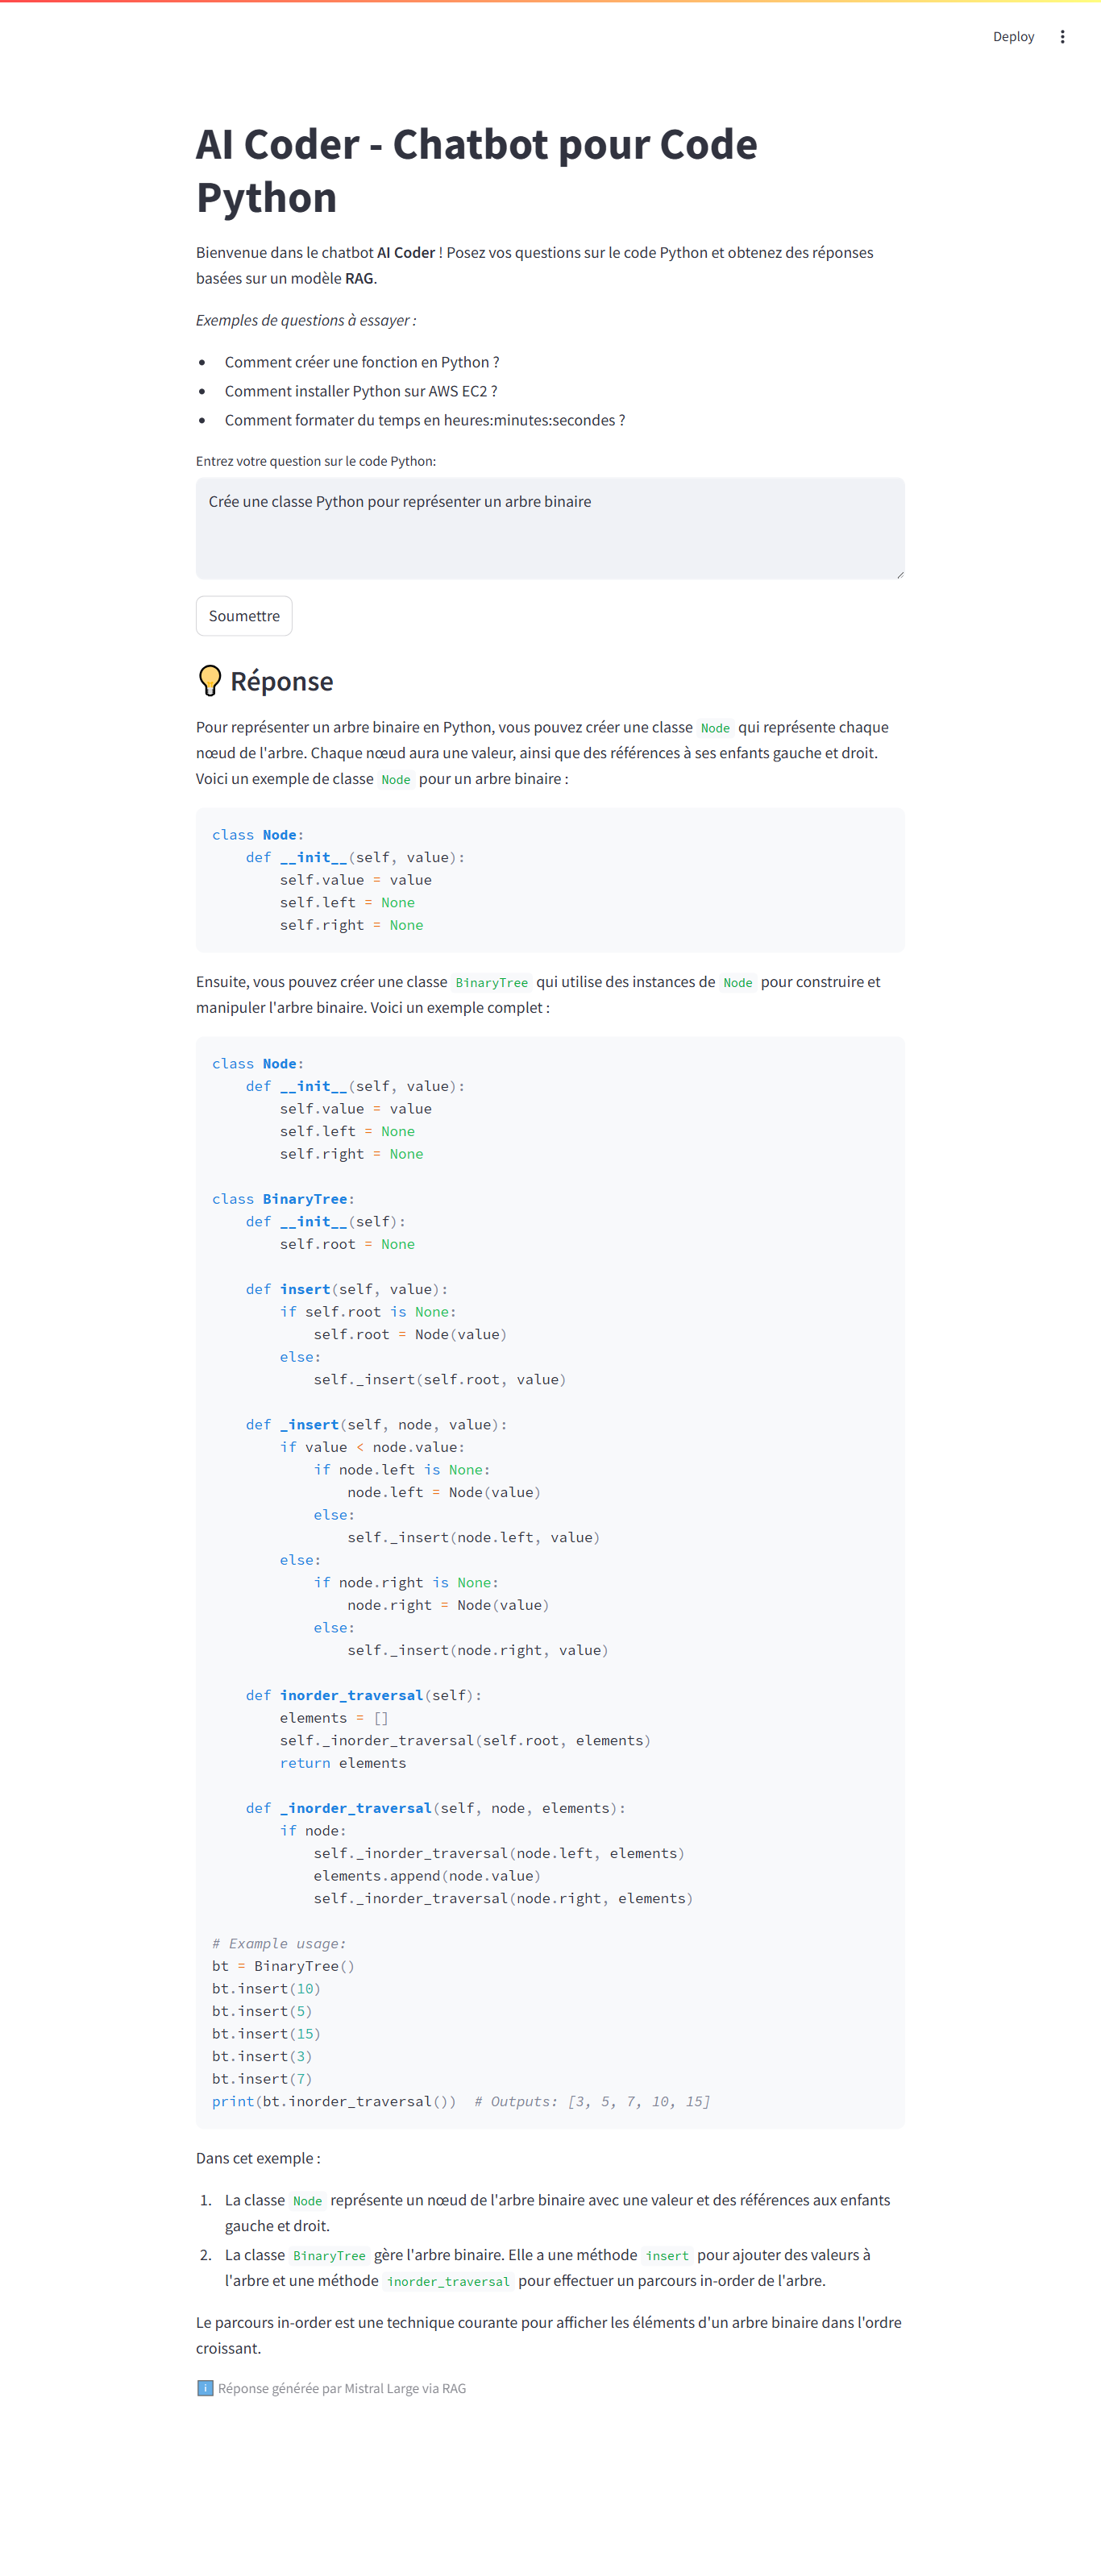 Deploy
AI Coder - Chatbot pour Code
Python
Bienvenue dans le chatbot AI Coder ! Posez vos questions sur le code Python et obtenez des réponses
basées sur un modèle RAG.
Exemples de questions à essayer :
• Comment créer une fonction en Python ?
• Comment installer Python sur AWS EC2 ?
• Comment formater du temps en heures:minutes:secondes ?
Entrez votre question sur le code Python:
Crée une classe Python pour représenter un arbre binaire
Soumettre
💡 Réponse
Pour représenter un arbre binaire en Python, vous pouvez créer une classe Node qui représente chaque
nœud de l'arbre. Chaque nœud aura une valeur, ainsi que des références à ses enfants gauche et droit.
Voici un exemple de classe Node pour un arbre binaire :
class Node:
    def __init__(self, value):
        self.value = value
        self.left = None
        self.right = None
Ensuite, vous pouvez créer une classe BinaryTree qui utilise des instances de Node pour construire et
manipuler l'arbre binaire. Voici un exemple complet :
class Node:
    def __init__(self, value):
        self.value = value
        self.left = None
        self.right = None
class BinaryTree:
    def __init__(self):
        self.root = None
    def insert(self, value):
        if self.root is None:
            self.root = Node(value)
        else:
            self._insert(self.root, value)
    def _insert(self, node, value):
        if value < node.value:
            if node.left is None:
                node.left = Node(value)
            else:
                self._insert(node.left, value)
        else:
            if node.right is None:
                node.right = Node(value)
            else:
                self._insert(node.right, value)
    def inorder_traversal(self):
        elements = []
        self._inorder_traversal(self.root, elements)
        return elements
    def _inorder_traversal(self, node, elements):
        if node:
            self._inorder_traversal(node.left, elements)
            elements.append(node.value)
            self._inorder_traversal(node.right, elements)
# Example usage:
bt = BinaryTree()
bt.insert(10)
bt.insert(5)
bt.insert(15)
bt.insert(3)
bt.insert(7)
print(bt.inorder_traversal())  # Outputs: [3, 5, 7, 10, 15]
Dans cet exemple :
1. La classe Node représente un nœud de l'arbre binaire avec une valeur et des références aux enfants
gauche et droit.
2. La classe BinaryTree gère l'arbre binaire. Elle a une méthode insert pour ajouter des valeurs à
l'arbre et une méthode inorder_traversal pour effectuer un parcours in-order de l'arbre.
Le parcours in-order est une technique courante pour afficher les éléments d'un arbre binaire dans l'ordre
croissant.
ℹ️ Réponse générée par Mistral Large via RAG